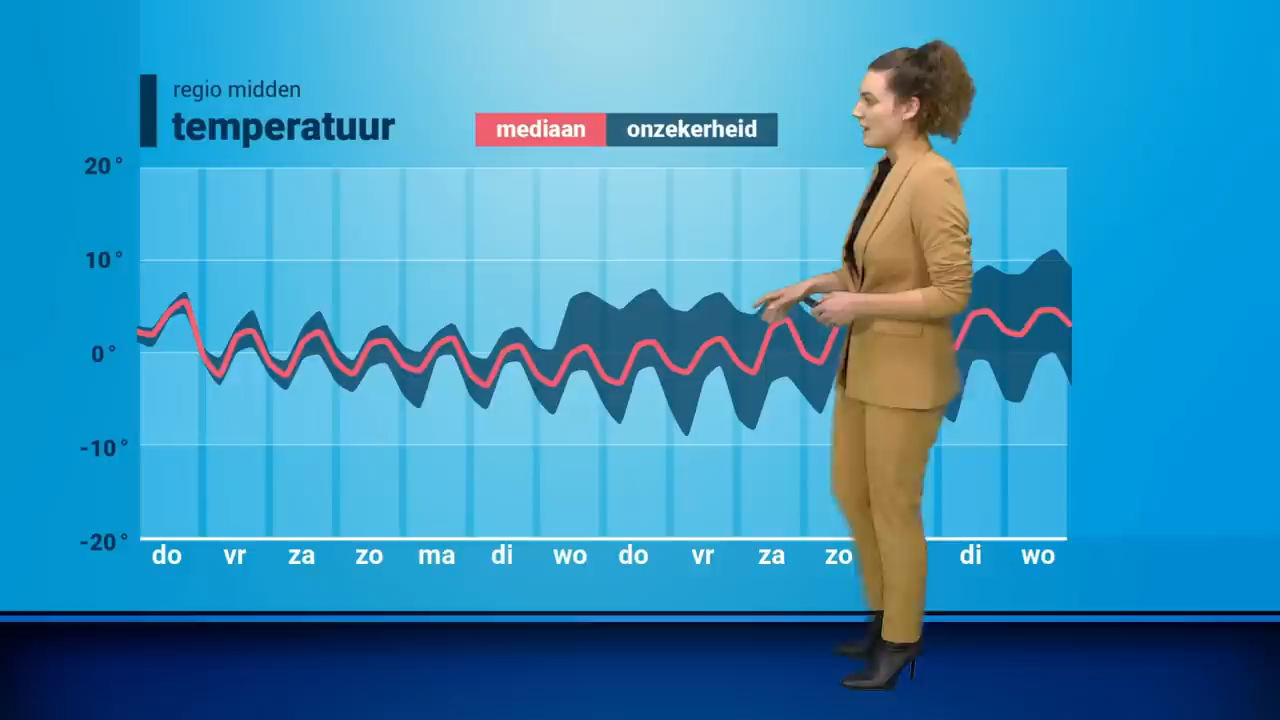 regio midden
temperatuur
mediaan onzekerheid
20°
10°
0°
-10°
-20°
do vr za zo ma di wo do vr za zo di wo